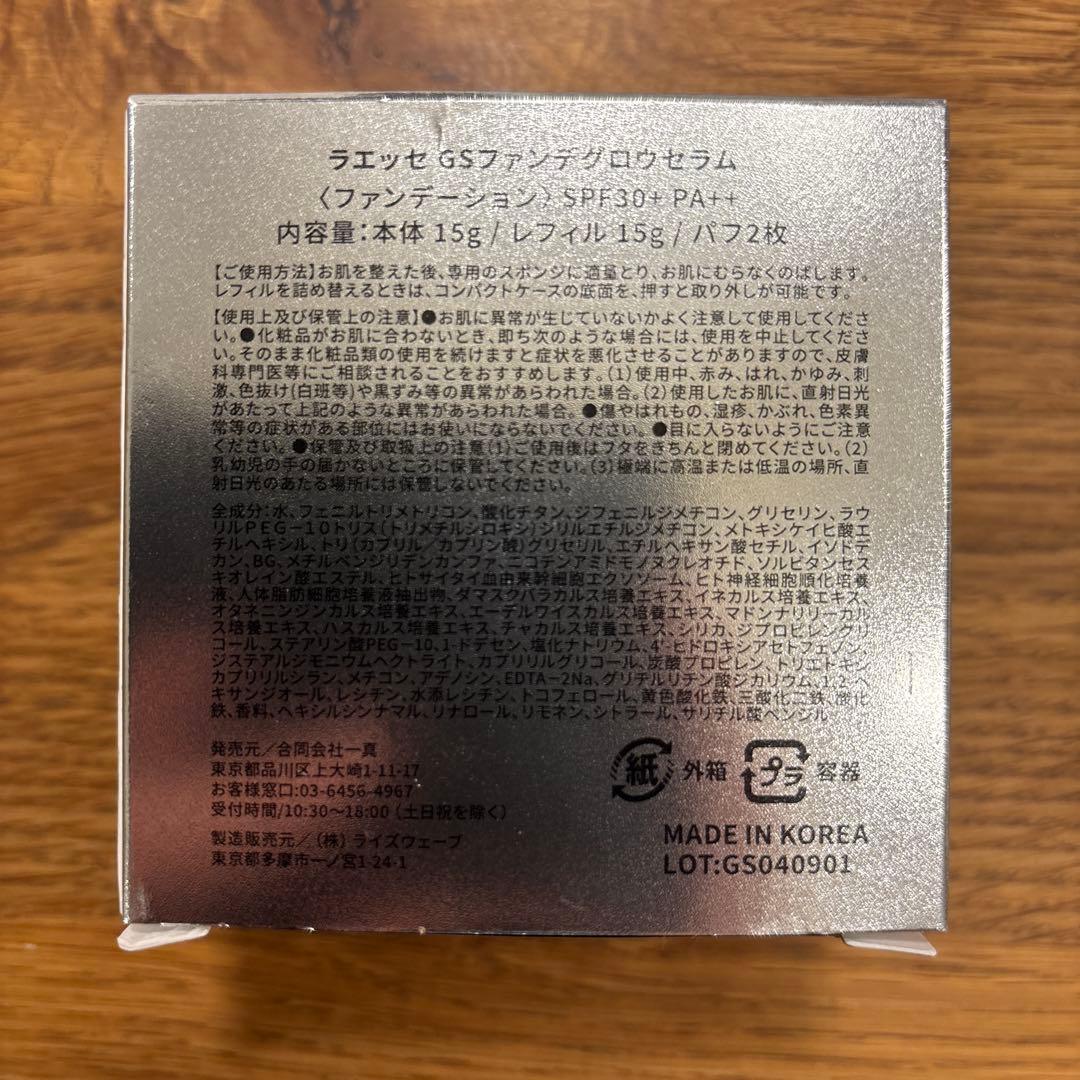 ラエッセ GSファンデグロウセラム
〈ファンデーション〉SPF30+ PA++
内容量：本体 15g / レフィル 15g / パフ2枚
【ご使用方法】お肌を整えた後、専用のスポンジに適量とり、お肌にむらなくのばします。
レフィルを詰め替えるときは、コンパクトケースの底面を、押すと取り外しが可能です。
【使用上及び保管上の注意】●お肌に異常が生じていないかよく注意して使用してくださ
い。●化粧品がお肌に合わないとき、即ち次のような場合には、使用を中止してくださ
い。そのまま化粧品類の使用を続けますと症状を悪化させることがありますので、皮膚
科専門医等にご相談されることをおすすめします。（1）使用中、赤み、はれ、かゆみ、刺
激、色抜け(白班等)や黒ずみ等の異常があらわれた場合。（2）使用したお肌に、直射日光
があたって上記のような異常があらわれた場合。●傷やはれもの、湿疹、かぶれ、色素異
常等の症状がある部位にはお使いにならないでください。●目に入らないようにご注意
ください。●保管及び取扱上の注意（1）ご使用後はフタをきちんと閉めてください。（2）
乳幼児の手の届かないところに保管してください。（3）極端に高温または低温の場所、直
射日光のあたる場所には保管しないでください。
全成分：水、フェニルトリメトリコン、酸化チタン、ジフェニルジメチコン、グリセリン、ラウ
リルPEG－10トリス（トリメチルシロキシ）シリルエチルジメチコン、メトキシケイヒ酸エ
チルヘキシル、トリ（カプリル／カプリン酸）グリセリル、エチルヘキサン酸セチル、イソドデ
カン、BG、メチルベンジリデンカンファ、ニコチンアミドモノヌクレオチド、ソルビタンセス
キオレイン酸エステル、ヒトサイタイ血由来幹細胞エクソソーム、ヒト神経細胞順化培養
液、人体脂肪細胞培養液抽出物、ダマスクバラカルス培養エキス、イネカルス培養エキス、
オタネニンジンカルス培養エキス、エーデルワイスカルス培養エキス、マドンナリリーカル
ス培養エキス、ハスカルス培養エキス、チャカルス培養エキス、シリカ、ジプロピレングリ
コール、ステアリン酸PEG－10、1-ドデセン、塩化ナトリウム、4'-ヒドロキシアセトフェノン、
ジステアルジモニウムヘクトライト、カプリリルグリコール、炭酸プロピレン、トリエトキシ
カプリリルシラン、メチコン、アデノシン、EDTA－2Na、グリチルリチン酸ジカリウム、1,2-ヘ
キサンジオール、レシチン、水添レシチン、トコフェロール、黄色酸化鉄、三酸化二鉄、酸化
鉄、香料、ヘキシルシンナマル、リナロール、リモネン、シトラール、サリチル酸ベンジル
発売元／合同会社一真
東京都品川区上大崎1-11-17
お客様窓口：03-6456-4967
受付時間/10:30〜18:00（土日祝を除く）
製造販売元／（株）ライズウェーブ
東京都多摩市一ノ宮1-24-1
紙 外箱 プラ 容器
MADE IN KOREA
LOT:GS040901